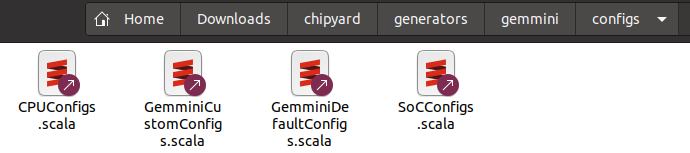 Home Downloads chipyard generators gemmini configs
CPUConfigs GemminiCu GemminiDe SoCConfigs
.scala stomConfig faultConfig .scala
s.scala s.scala